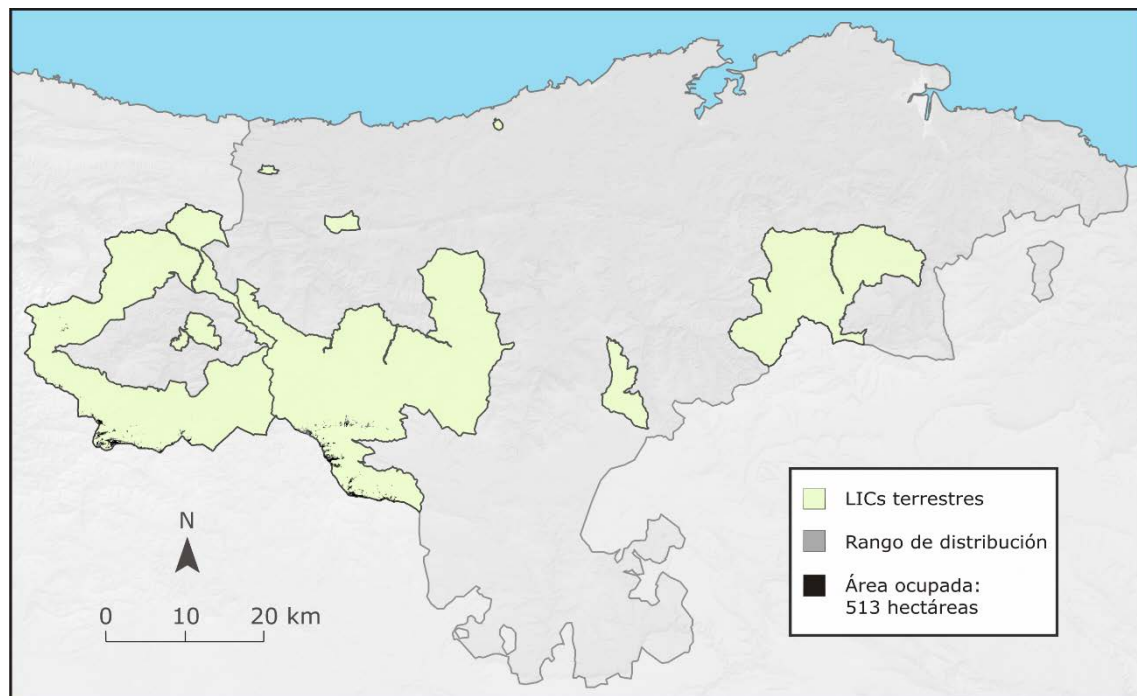 LICs terrestres
Rango de distribución
Área ocupada:
513 hectáreas
N
0 10 20 km